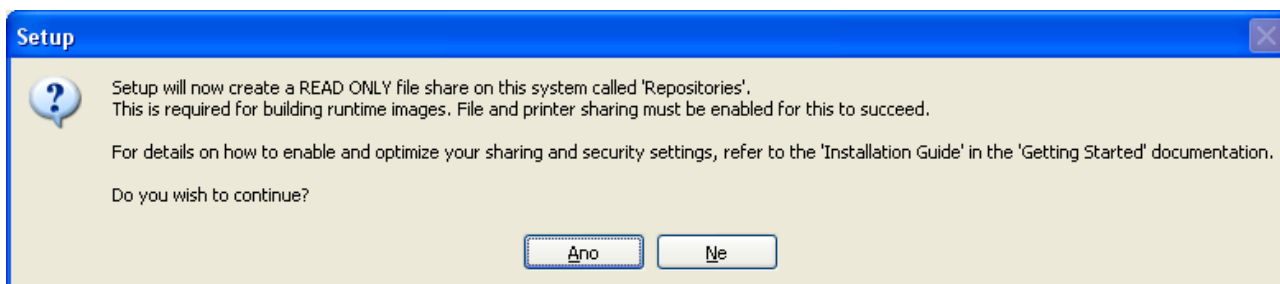 Setup
Setup will now create a READ ONLY file share on this system called 'Repositories'.
This is required for building runtime images. File and printer sharing must be enabled for this to succeed.
For details on how to enable and optimize your sharing and security settings, refer to the 'Installation Guide' in the 'Getting Started' documentation.
Do you wish to continue?
Ano
Ne